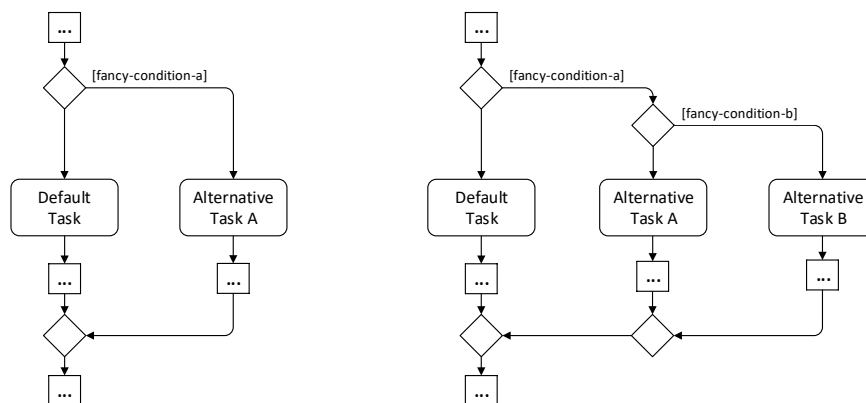 ...
[fancy-condition-a]
Default
Task
Alternative
Task A
...
...
...
...
[fancy-condition-a]
[fancy-condition-b]
Default
Task
Alternative
Task A
Alternative
Task B
...
...
...
...